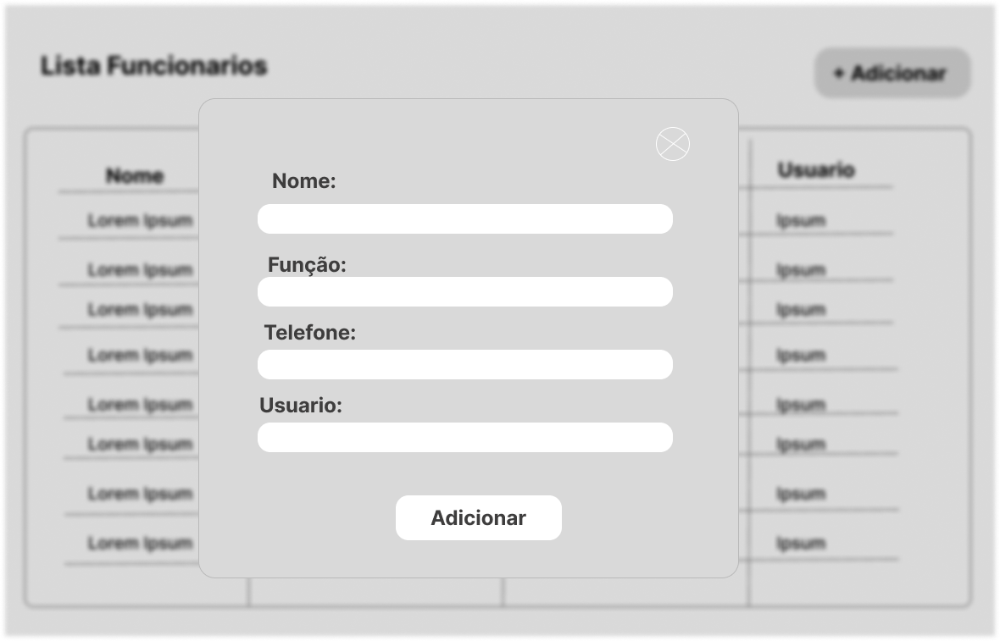 Lista Funcionarios
+ Adicionar
Nome
Usuario
Lorem Ipsum
Ipsum
Lorem Ipsum
Ipsum
Lorem Ipsum
Ipsum
Lorem Ipsum
Ipsum
Lorem Ipsum
Ipsum
Lorem Ipsum
Ipsum
Lorem Ipsum
Ipsum
Lorem Ipsum
Ipsum
Nome:
Função:
Telefone:
Usuario:
Adicionar